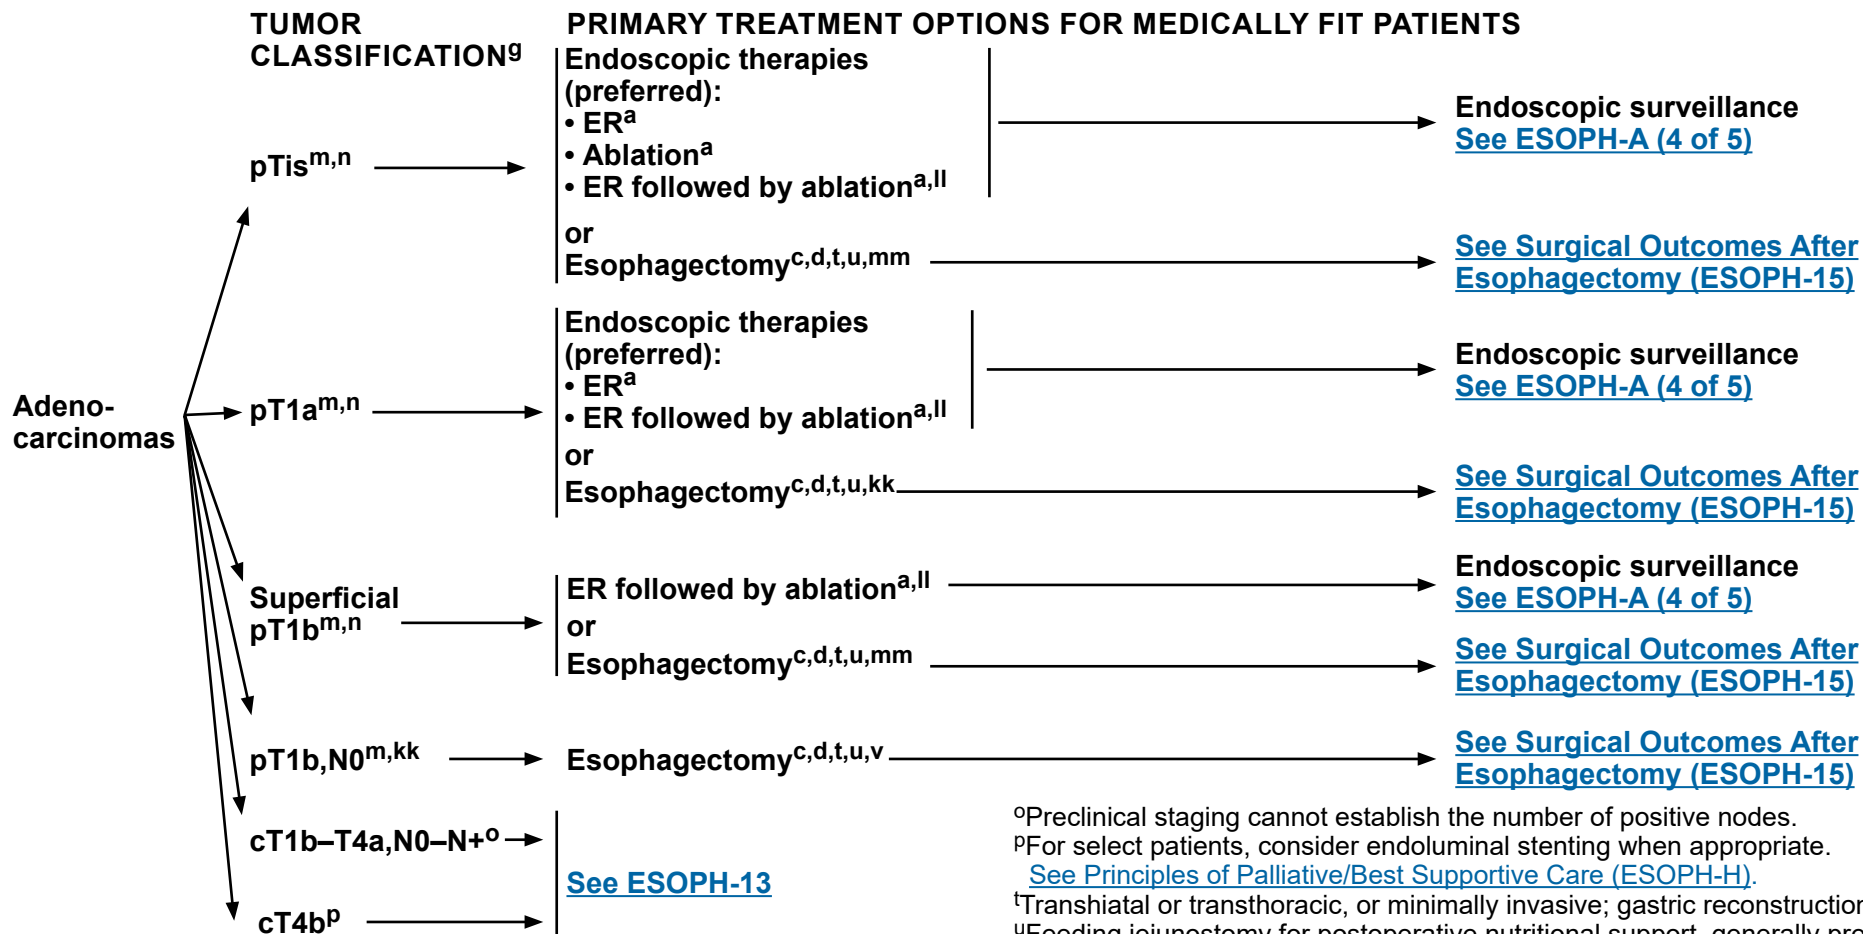 TUMOR
CLASSIFICATIONg
PRIMARY TREATMENT OPTIONS FOR MEDICALLY FIT PATIENTS
Adeno-
carcinomas
pTism,n
Endoscopic therapies
(preferred):
• ERa
• Ablationa
• ER followed by ablationa,ll
Endoscopic surveillance
See ESOPH-A (4 of 5)
or
Esophagectomyc,d,t,u,mm
See Surgical Outcomes After
Esophagectomy (ESOPH-15)
pT1am,n
Endoscopic therapies
(preferred):
• ERa
• ER followed by ablationa,ll
Endoscopic surveillance
See ESOPH-A (4 of 5)
or
Esophagectomyc,d,t,u,kk
See Surgical Outcomes After
Esophagectomy (ESOPH-15)
Superficial
pT1bm,n
ER followed by ablationa,ll
Endoscopic surveillance
See ESOPH-A (4 of 5)
or
Esophagectomyc,d,t,u,mm
See Surgical Outcomes After
Esophagectomy (ESOPH-15)
pT1b,N0m,kk
Esophagectomyc,d,t,u,v
See Surgical Outcomes After
Esophagectomy (ESOPH-15)
cT1b–T4a,N0–N+o
cT4bp
See ESOPH-13
oPreclinical staging cannot establish the number of positive nodes.
pFor select patients, consider endoluminal stenting when appropriate.
See Principles of Palliative/Best Supportive Care (ESOPH-H).
tTranshiatal or transthoracic, or minimally invasive; gastric reconstruction
uFeeding jejunostomy for postoperative nutritional support, generally